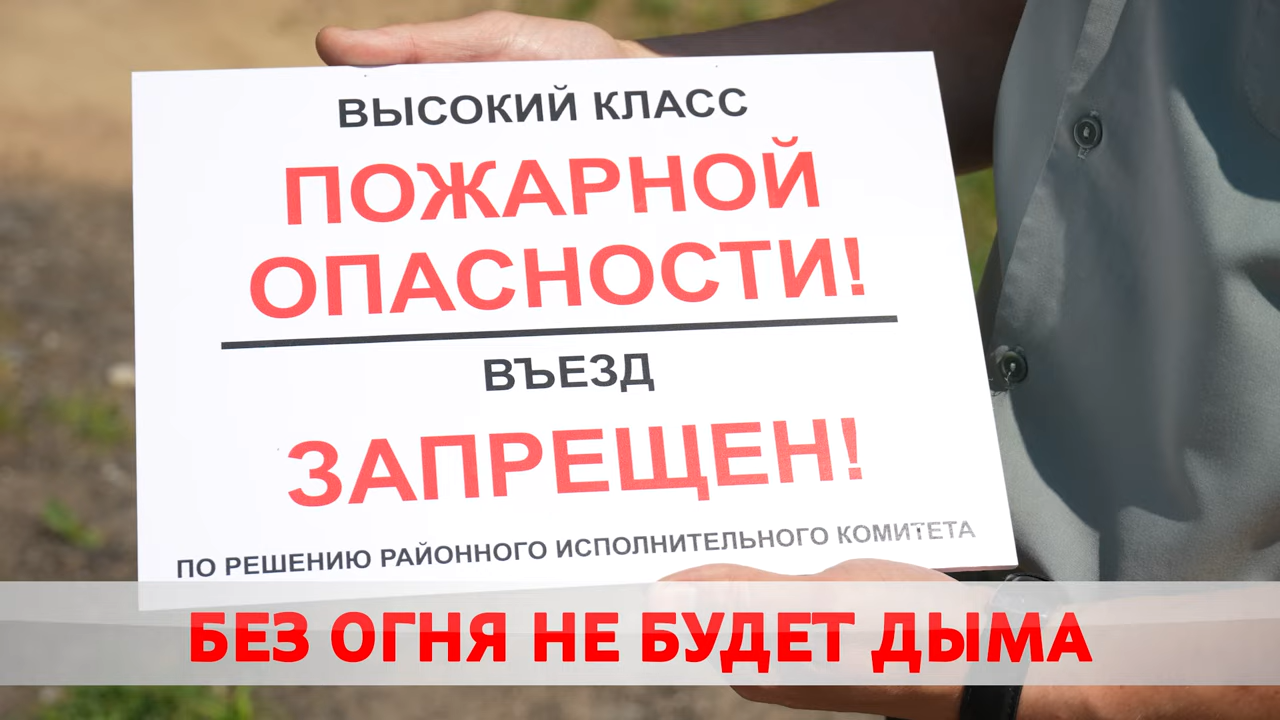 ВЫСОКИЙ КЛАСС
ПОЖАРНОЙ
ОПАСНОСТИ!
ВЪЕЗД
ЗАПРЕЩЕН!
ПО РЕШЕНИЮ РАЙОННОГО ИСПОЛНИТЕЛЬНОГО КОМИТЕТА
БЕЗ ОГНЯ НЕ БУДЕТ ДЫМА